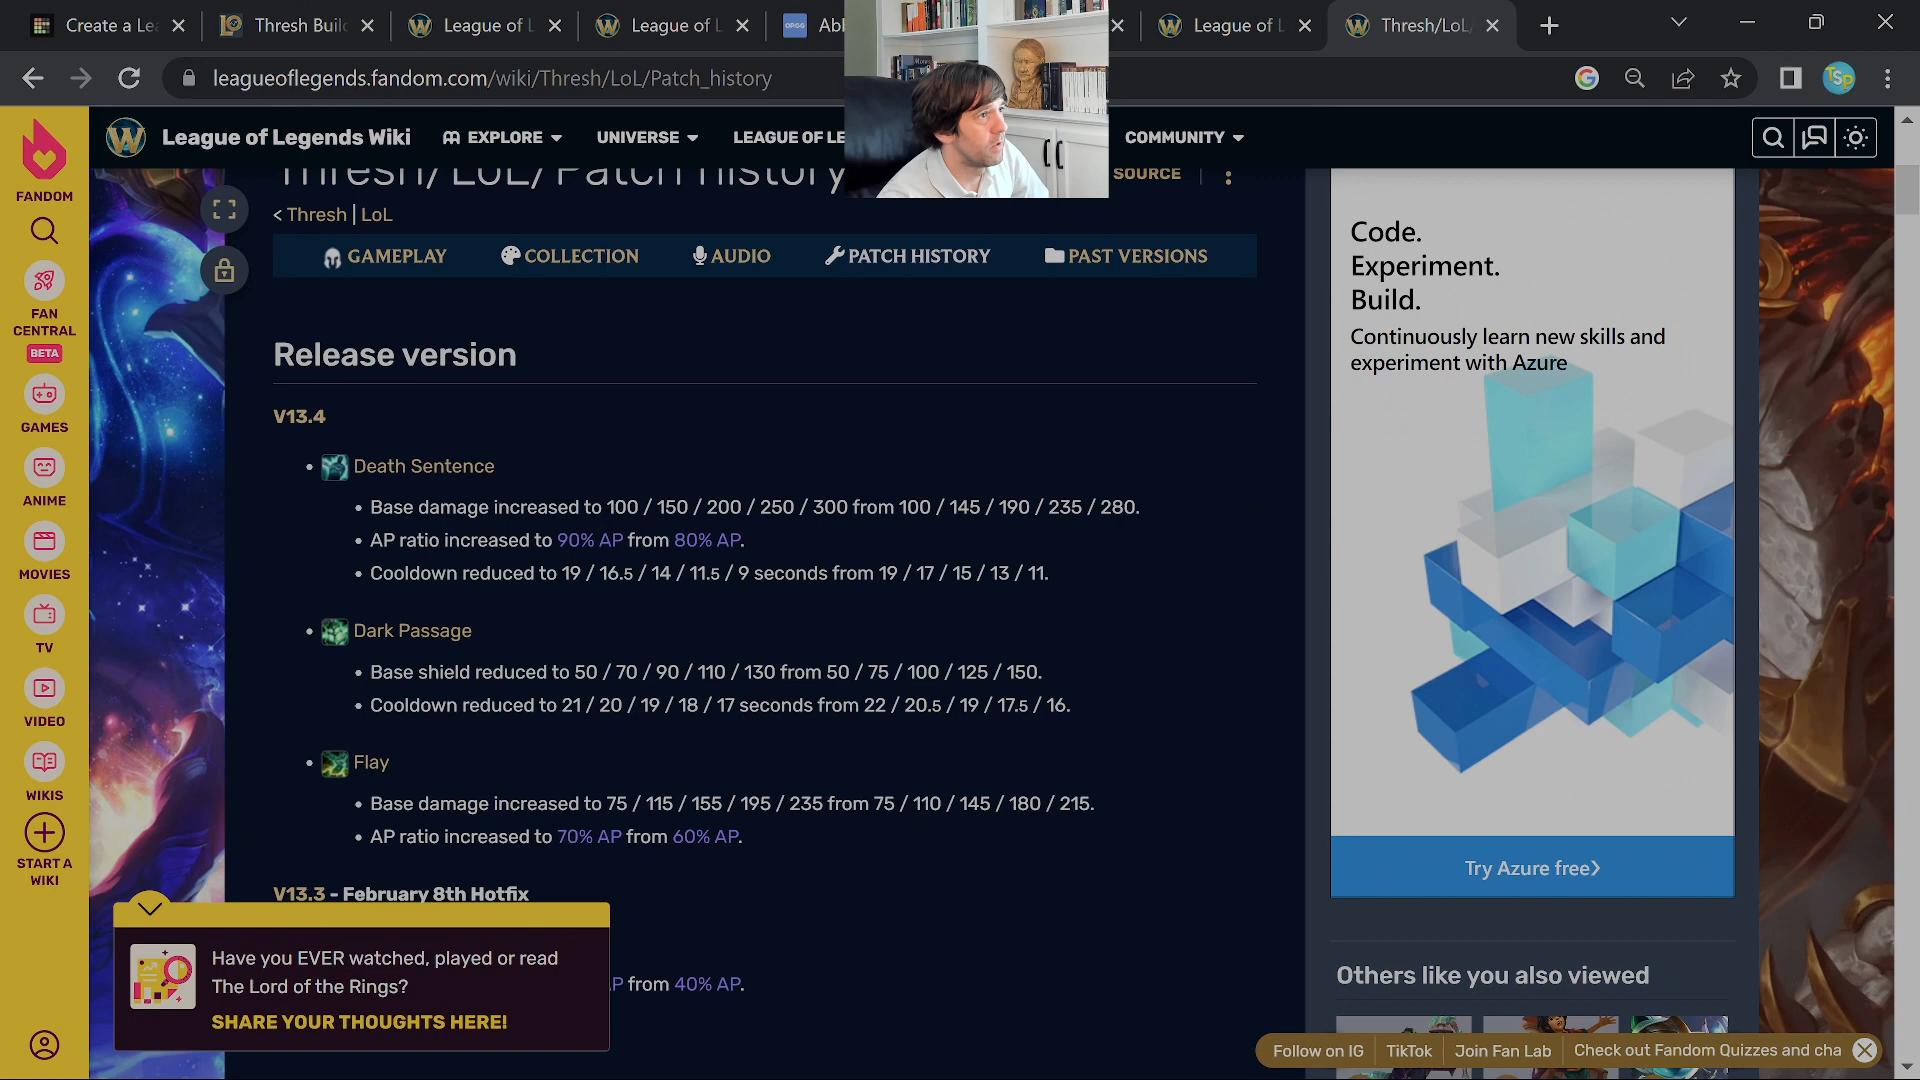 Create a Le
Thresh Buil
League of L
League of L
OP.GG
League of L
Thresh/LoL
leagueoflegends.fandom.com/wiki/Thresh/LoL/Patch_history
TSp
FANDOM
FAN
CENTRAL
BETA
GAMES
ANIME
MOVIES
TV
VIDEO
WIKIS
START A
WIKI
League of Legends Wiki
EXPLORE
UNIVERSE
LEAGUE OF LE
COMMUNITY
Thresh/LoL/Patch history
SOURCE
< Thresh | LoL
GAMEPLAY
COLLECTION
AUDIO
PATCH HISTORY
PAST VERSIONS
Release version
V13.4
• Death Sentence
• Base damage increased to 100 / 150 / 200 / 250 / 300 from 100 / 145 / 190 / 235 / 280.
• AP ratio increased to 90% AP from 80% AP.
• Cooldown reduced to 19 / 16.5 / 14 / 11.5 / 9 seconds from 19 / 17 / 15 / 13 / 11.
• Dark Passage
• Base shield reduced to 50 / 70 / 90 / 110 / 130 from 50 / 75 / 100 / 125 / 150.
• Cooldown reduced to 21 / 20 / 19 / 18 / 17 seconds from 22 / 20.5 / 19 / 17.5 / 16.
• Flay
• Base damage increased to 75 / 115 / 155 / 195 / 235 from 75 / 110 / 145 / 180 / 215.
• AP ratio increased to 70% AP from 60% AP.
V13.3 - February 8th Hotfix
P from 40% AP.
Have you EVER watched, played or read
The Lord of the Rings?
SHARE YOUR THOUGHTS HERE!
Code.
Experiment.
Build.
Continuously learn new skills and
experiment with Azure
Try Azure free
Others like you also viewed
Follow on IG
TikTok
Join Fan Lab
Check out Fandom Quizzes and cha